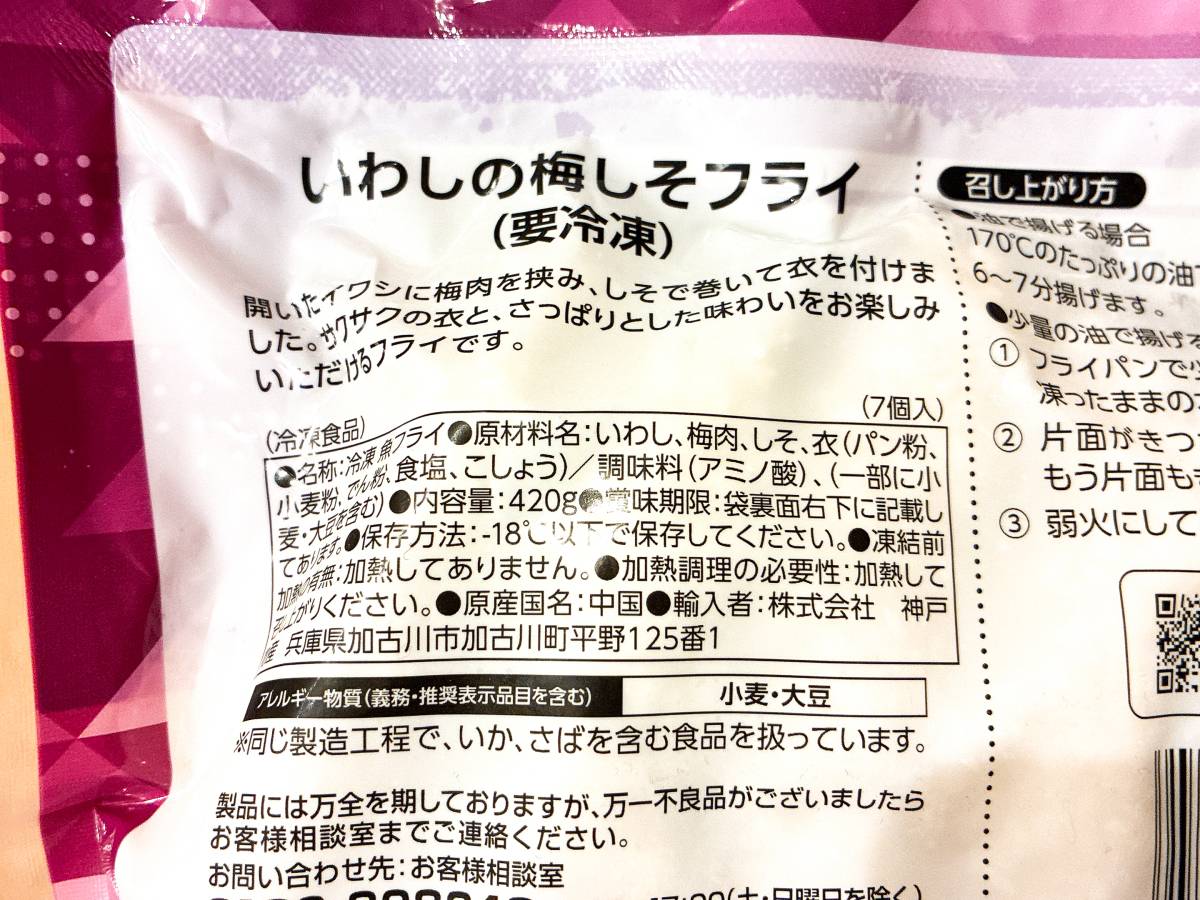 いわしの梅しそフライ
(要冷凍)
開いたイワシに梅肉を挟み、しそで巻いて衣を付けま
した。サクサクの衣と、さっぱりとした味わいをお楽しみ
いただけるフライです。
(7個入)
(冷凍食品)
●名称:冷凍魚フライ●原材料名:いわし、梅肉、しそ、衣(パン粉、
小麦粉、でん粉、食塩、こしょう)/調味料(アミノ酸)、(一部に小
麦・大豆を含む)●内容量:420g●賞味期限:袋裏面右下に記載し
てあります。●保存方法:-18℃以下で保存してください。●凍結前
加熱の有無:加熱してありません。●加熱調理の必要性:加熱して
召し上がりください。●原産国名:中国●輸入者:株式会社 神戸
物産 兵庫県加古川市加古川町平野125番1
アレルギー物質(義務・推奨表示品目を含む) 小麦・大豆
※同じ製造工程で、いか、さばを含む食品を扱っています。
製品には万全を期しておりますが、万一不良品がございましたら
お客様相談室までご連絡ください。
お問い合わせ先:お客様相談室
17:00(土・日曜日を除く)
召し上がり方
●油で揚げる場合
170℃のたっぷりの油
6～7分揚げます。
●少量の油で揚げ
① フライパンで
凍ったままの
② 片面がきつ
もう片面も
③ 弱火にして